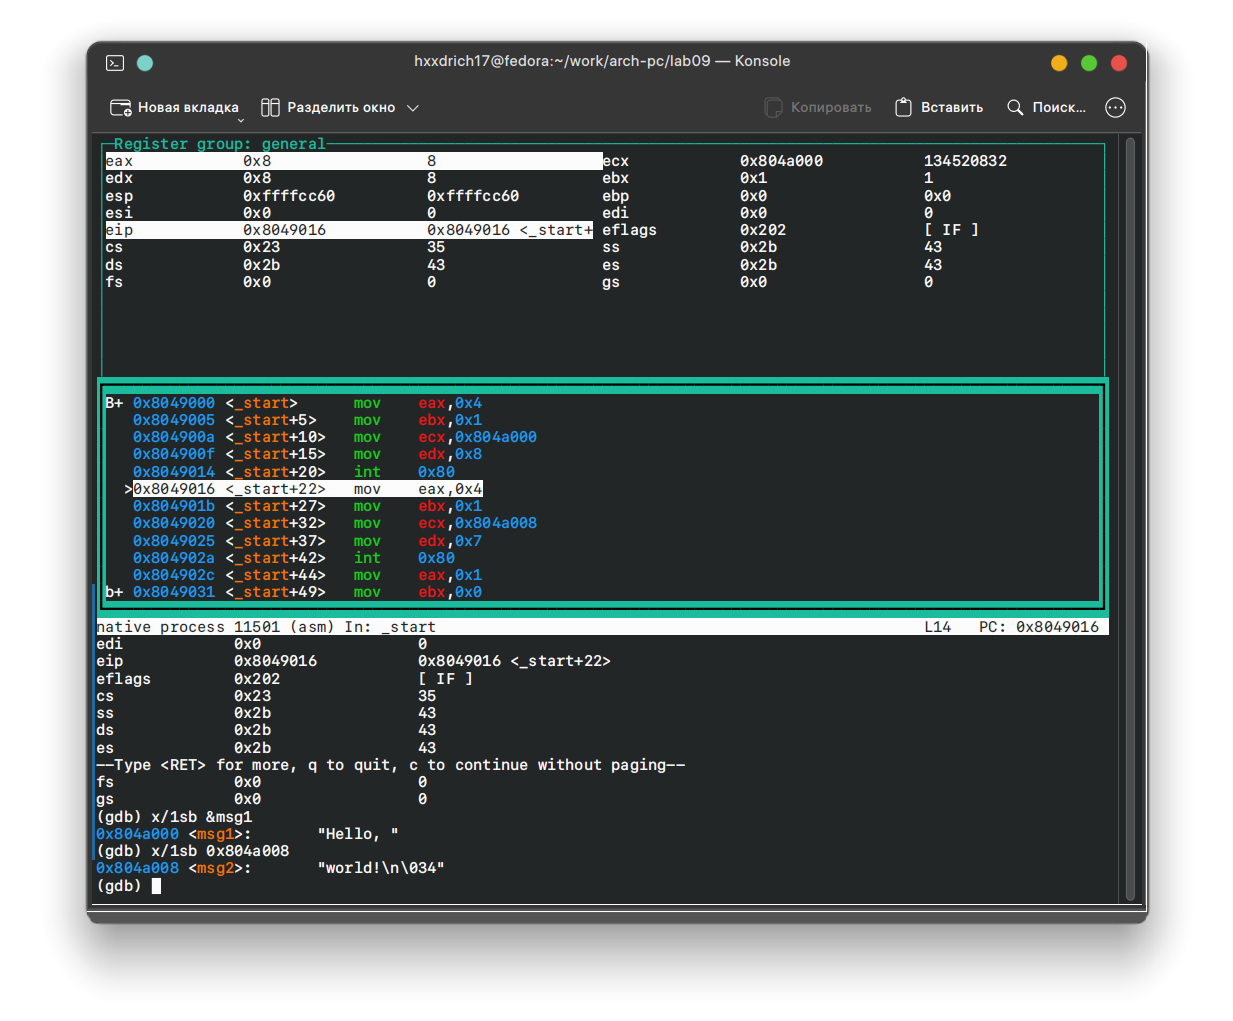 hxxdrich17@fedora:~/work/arch-pc/lab09 — Konsole
Новая вкладка Разделить окно Копировать Вставить Поиск...
Register group: general
eax 0x8 8 ecx 0x804a000 134520832
edx 0x8 8 ebx 0x1 1
esp 0xffffcc60 0xffffcc60 ebp 0x0 0x0
esi 0x0 0 edi 0x0 0
eip 0x8049016 0x8049016 <_start+ eflags 0x202 [ IF ]
cs 0x23 35 ss 0x2b 43
ds 0x2b 43 es 0x2b 43
fs 0x0 0 gs 0x0 0
B+ 0x8049000 <_start> mov eax,0x4
0x8049005 <_start+5> mov ebx,0x1
0x804900a <_start+10> mov ecx,0x804a000
0x804900f <_start+15> mov edx,0x8
0x8049014 <_start+20> int 0x80
>0x8049016 <_start+22> mov eax,0x4
0x804901b <_start+27> mov ebx,0x1
0x8049020 <_start+32> mov ecx,0x804a008
0x8049025 <_start+37> mov edx,0x7
0x804902a <_start+42> int 0x80
0x804902c <_start+44> mov eax,0x1
b+ 0x8049031 <_start+49> mov ebx,0x0
native process 11501 (asm) In: _start L14 PC: 0x8049016
edi 0x0 0
eip 0x8049016 0x8049016 <_start+22>
eflags 0x202 [ IF ]
cs 0x23 35
ss 0x2b 43
ds 0x2b 43
es 0x2b 43
--Type <RET> for more, q to quit, c to continue without paging--
fs 0x0 0
gs 0x0 0
(gdb) x/1sb &msg1
0x804a000 <msg1>: "Hello, "
(gdb) x/1sb 0x804a008
0x804a008 <msg2>: "world!\n\034"
(gdb)